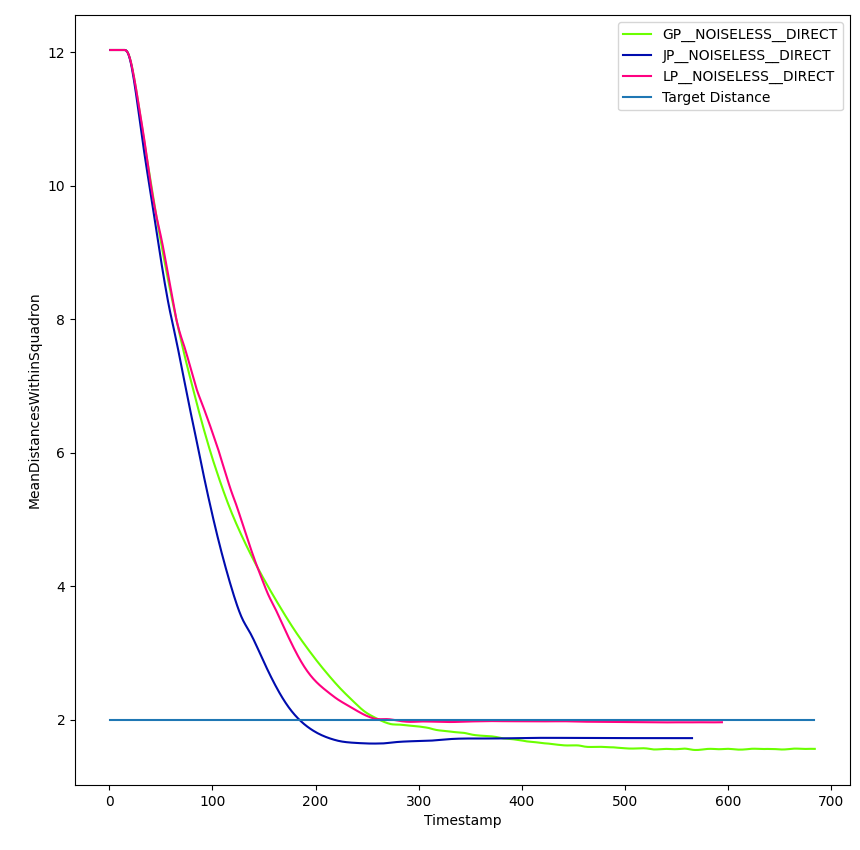 GP__NOISELESS__DIRECT
JP__NOISELESS__DIRECT
LP__NOISELESS__DIRECT
Target Distance
MeanDistancesWithinSquadron
12
10
8
6
4
2
0 100 200 300 400 500 600 700
Timestamp